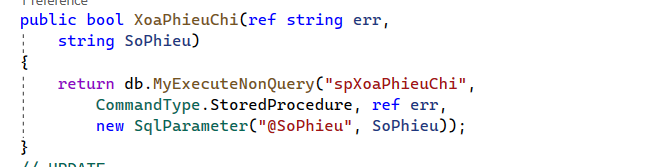 1 reference
public bool XoaPhieuChi(ref string err,
string SoPhieu)
{
return db.MyExecuteNonQuery("spXoaPhieuChi",
CommandType.StoredProcedure, ref err,
new SqlParameter("@SoPhieu", SoPhieu));
}
// UPDATE